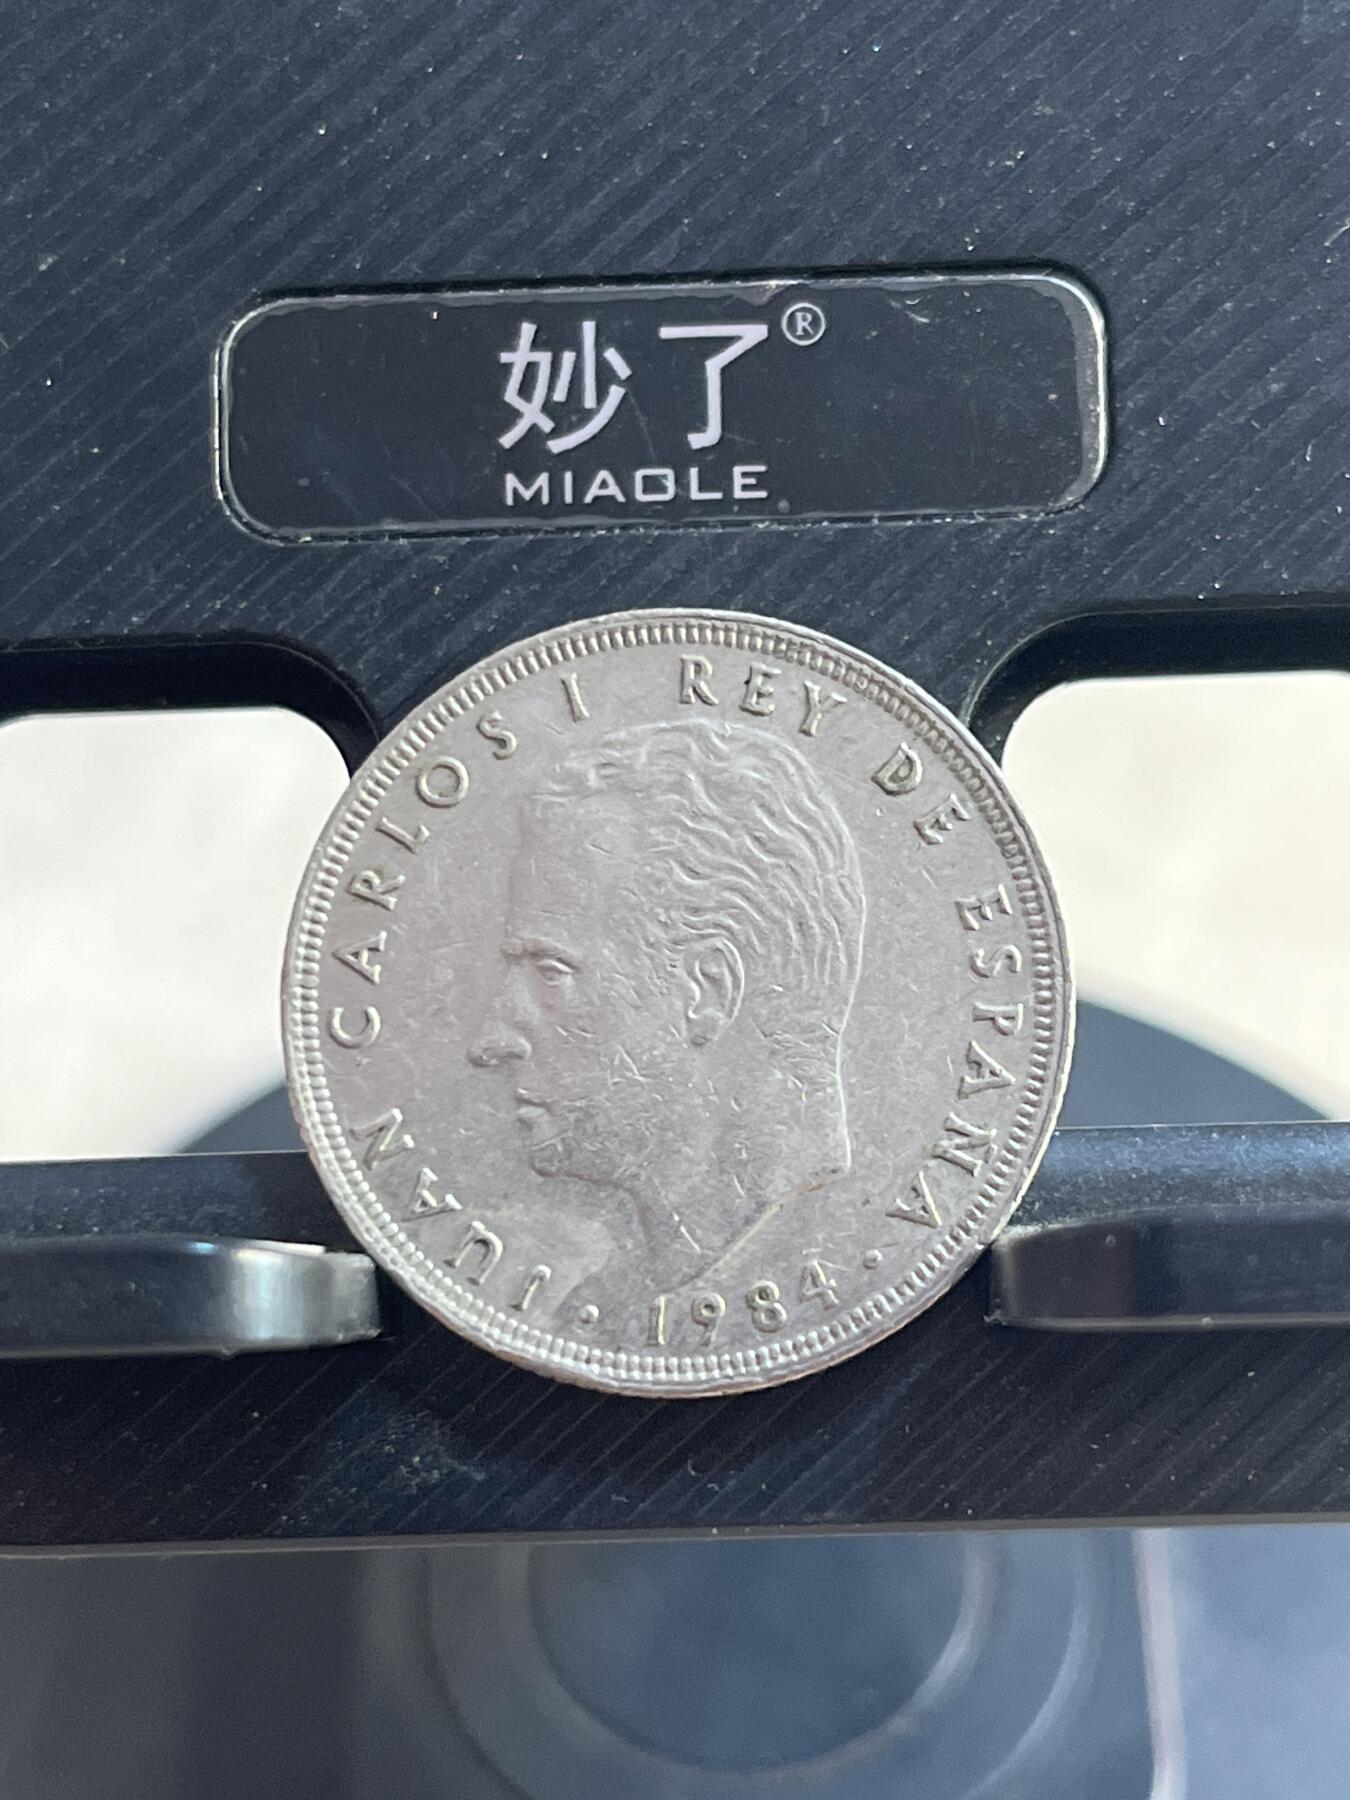 妙了®
MIAOLE
JUAN CARLOS I REY DE ESPAÑA
· 1984 ·